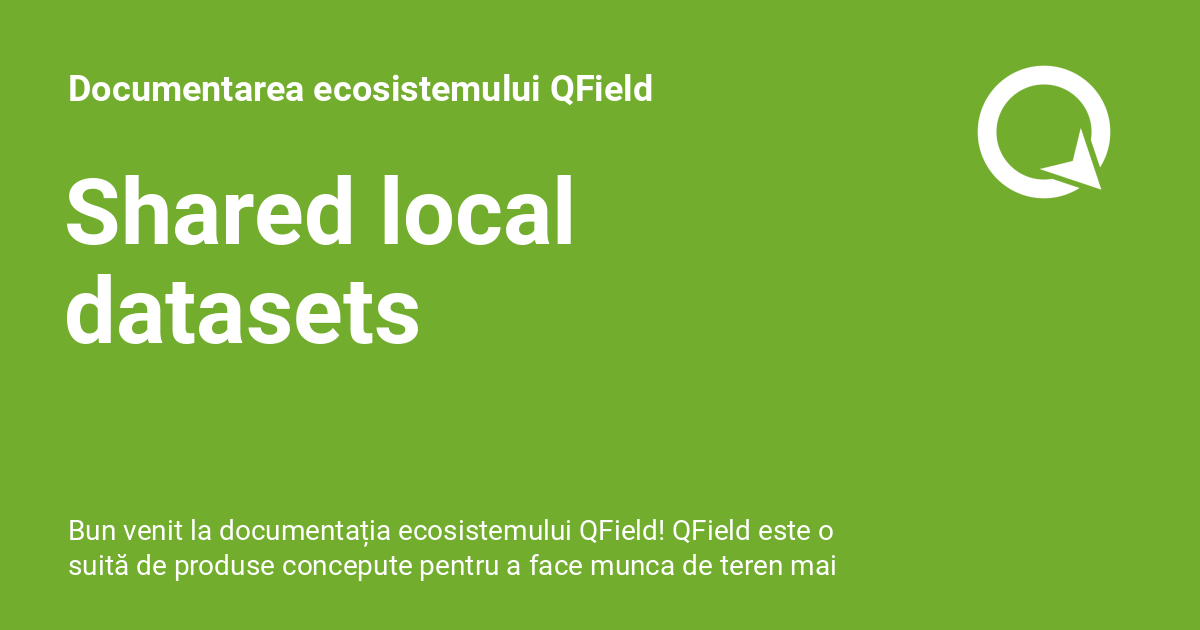 Documentarea ecosistemului QField
Shared local
datasets
Bun venit la documentația ecosistemului QField! QField este o
suită de produse concepute pentru a face munca de teren mai